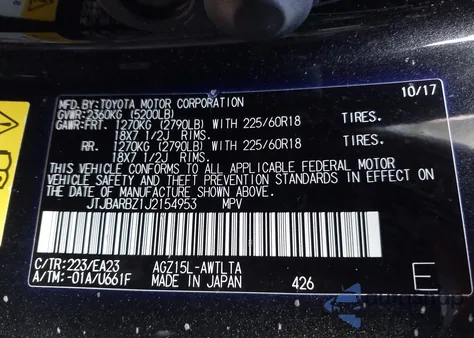 MFD.BY:TOYOTA MOTOR CORPORATION 10/17
GVWR:2360KG (5200LB)
GAWR:FRT. 1270KG (2790LB) WITH 225/60R18 TIRES.
18X7 1/2J RIMS.
RR. 1270KG (2790LB) WITH 225/60R18 TIRES.
18X7 1/2J RIMS.
THIS VEHICLE CONFORMS TO ALL APPLICABLE FEDERAL MOTOR
VEHICLE SAFETY AND THEFT PREVENTION STANDARDS IN EFFECT ON
THE DATE OF MANUFACTURE SHOWN ABOVE.
JTJBARBZ1J2154953 MPV
C/TR:223/EA23 AGZ15L-AWTLTA
A/TM:-01A/U661F MADE IN JAPAN 426 E